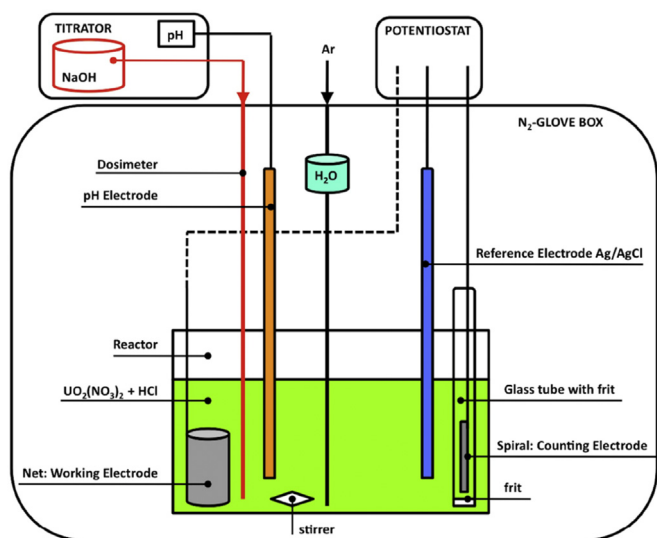 TITRATOR
pH
NaOH
Ar
POTENTIOSTAT
N₂-GLOVE BOX
Dosimeter
H₂O
pH Electrode
Reference Electrode Ag/AgCl
Reactor
UO₂(NO₃)₂ + HCl
Glass tube with frit
Spiral: Counting Electrode
Net: Working Electrode
frit
stirrer